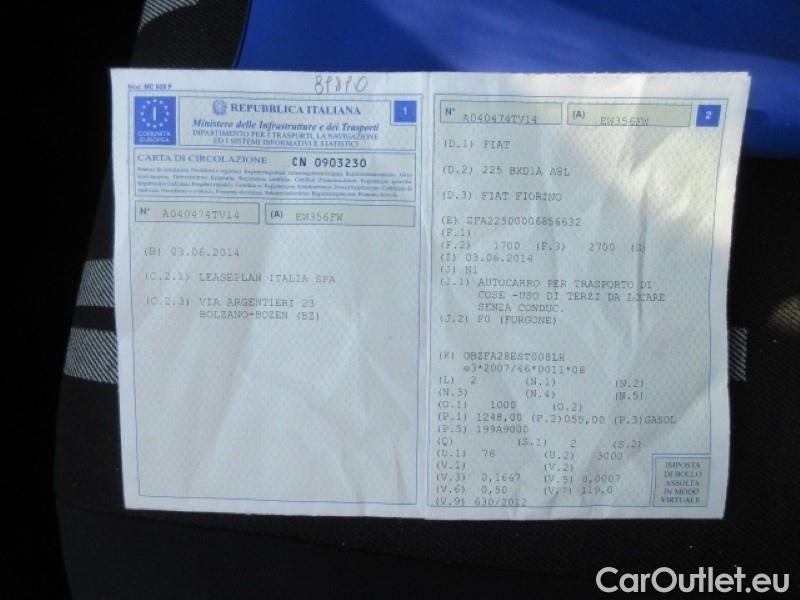 Mod. MC 809 F
89890
I
COMUNITÀ
EUROPEA
REPUBBLICA ITALIANA
1
Ministero delle Infrastrutture e dei Trasporti
DIPARTIMENTO PER I TRASPORTI, LA NAVIGAZIONE
ED I SISTEMI INFORMATIVI E STATISTICI
CARTA DI CIRCOLAZIONE CN 0903230
N° A040474TV14 (A) EW356FW
(B) 03.06.2014
(C.2.1) LEASEPLAN ITALIA SPA
(C.2.3) VIA ARGENTIERI 23
BOLZANO-BOZEN (BZ)
N° A040474TV14 (A) EW356FW 2
(D.1) FIAT
(D.2) 225 BXD1A A8L
(D.3) FIAT FIORINO
(E) ZFA22500006856632
(F.1)
(F.2) 1700 (F.3) 2700 (G)
(I) 03.06.2014
(J) N1
(J.1) AUTOCARRO PER TRASPORTO DI
COSE -USO DI TERZI DA LOCARE
SENZA CONDUC.
(J.2) F0 (FURGONE)
(K) OBZFA28EST008LH
e3*2007/46*0011*08
(L) 2 (N.1) (N.2)
(N.3) (N.4) (N.5)
(O.1) 1000 (O.2)
(P.1) 1248,00 (P.2) 055,00 (P.3) GASOL
(P.5) 199A9000
(Q) (S.1) 2 (S.2)
(U.1) 76 (U.2) 3000
(V.1) (V.2)
(V.3) 0,1667 (V.5) 0,0007
(V.6) 0,50 (V.7) 119,0
(V.9) 630/2012
IMPOSTA
DI BOLLO
ASSOLTA
IN MODO
VIRTUALE
CarOutlet.eu